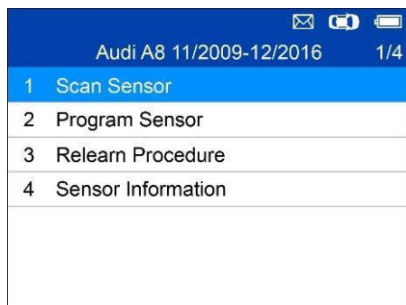 Audi A8 11/2009-12/2016 1/4
1 Scan Sensor
2 Program Sensor
3 Relearn Procedure
4 Sensor Information